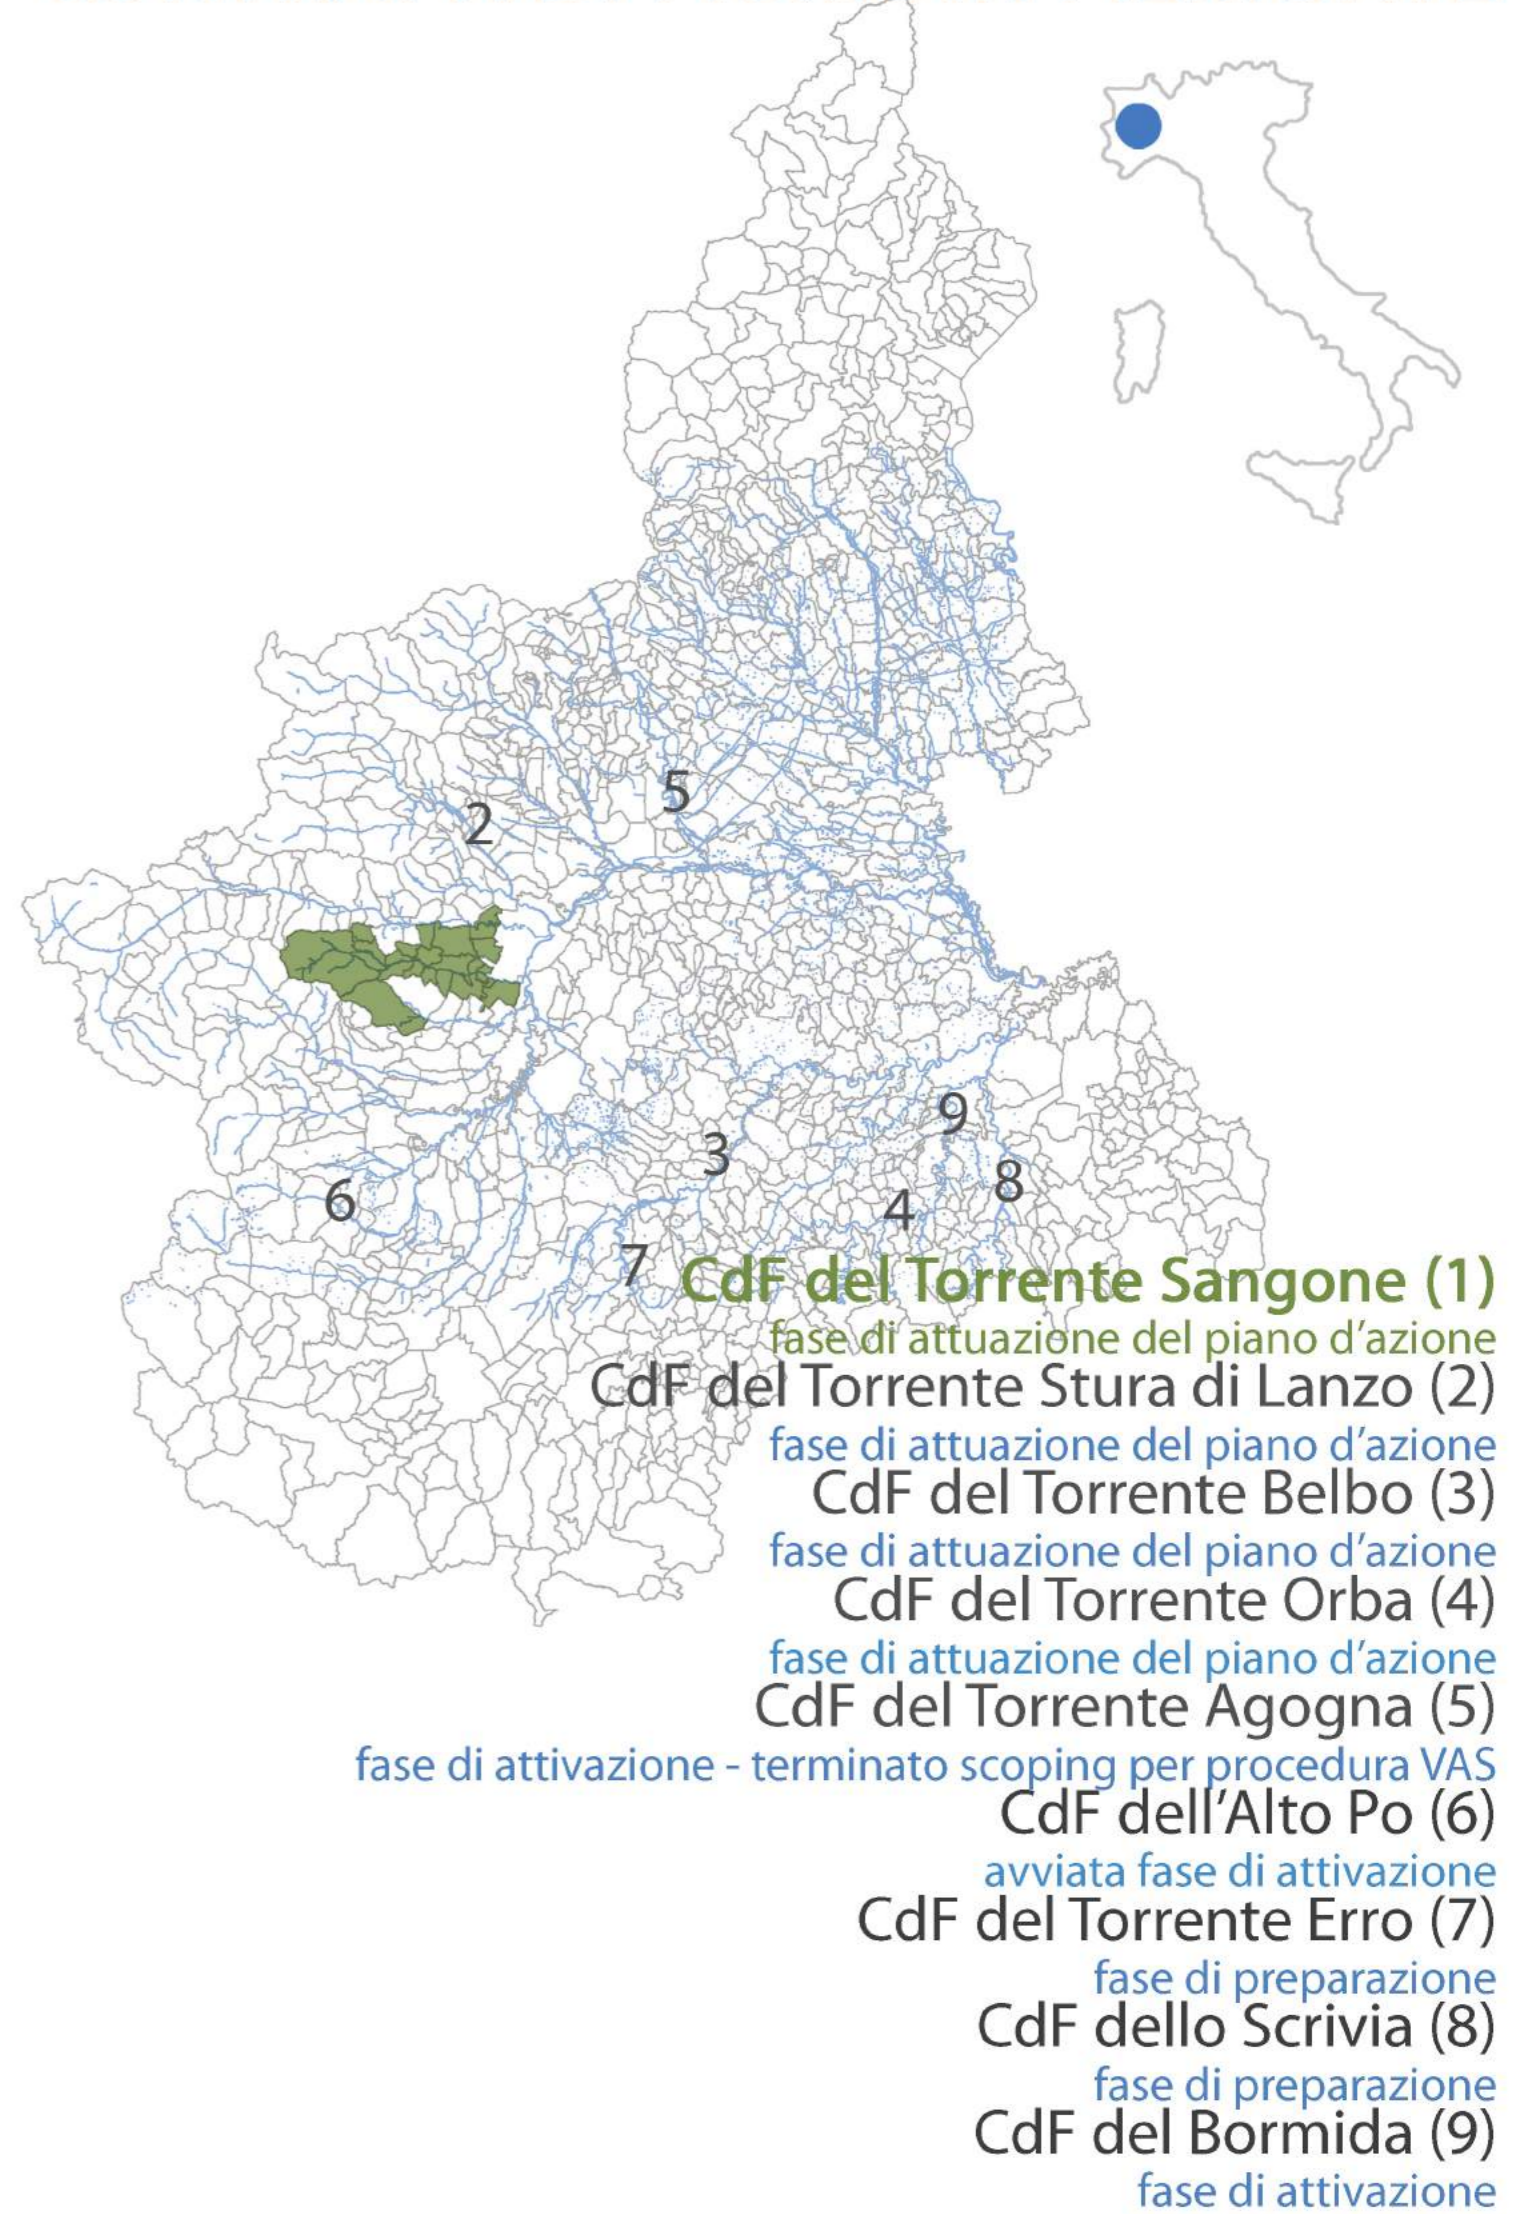 2
5
3
9
8
6
4
7
CdF del Torrente Sangone (1)
fase di attuazione del piano d'azione
CdF del Torrente Stura di Lanzo (2)
fase di attuazione del piano d'azione
CdF del Torrente Belbo (3)
fase di attuazione del piano d'azione
CdF del Torrente Orba (4)
fase di attuazione del piano d'azione
CdF del Torrente Agogna (5)
fase di attivazione - terminato scoping per procedura VAS
CdF dell'Alto Po (6)
avviata fase di attivazione
CdF del Torrente Erro (7)
fase di preparazione
CdF dello Scrivia (8)
fase di preparazione
CdF del Bormida (9)
fase di attivazione